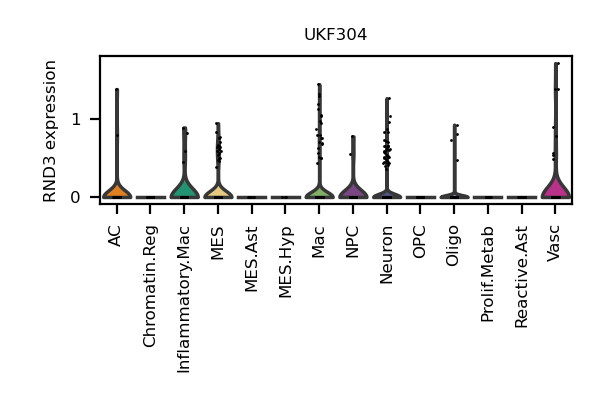 UKF304
RND3 expression
1
0
AC
Chromatin.Reg
Inflammatory.Mac
MES
MES.Ast
MES.Hyp
Mac
NPC
Neuron
OPC
Oligo
Prolif.Metab
Reactive.Ast
Vasc